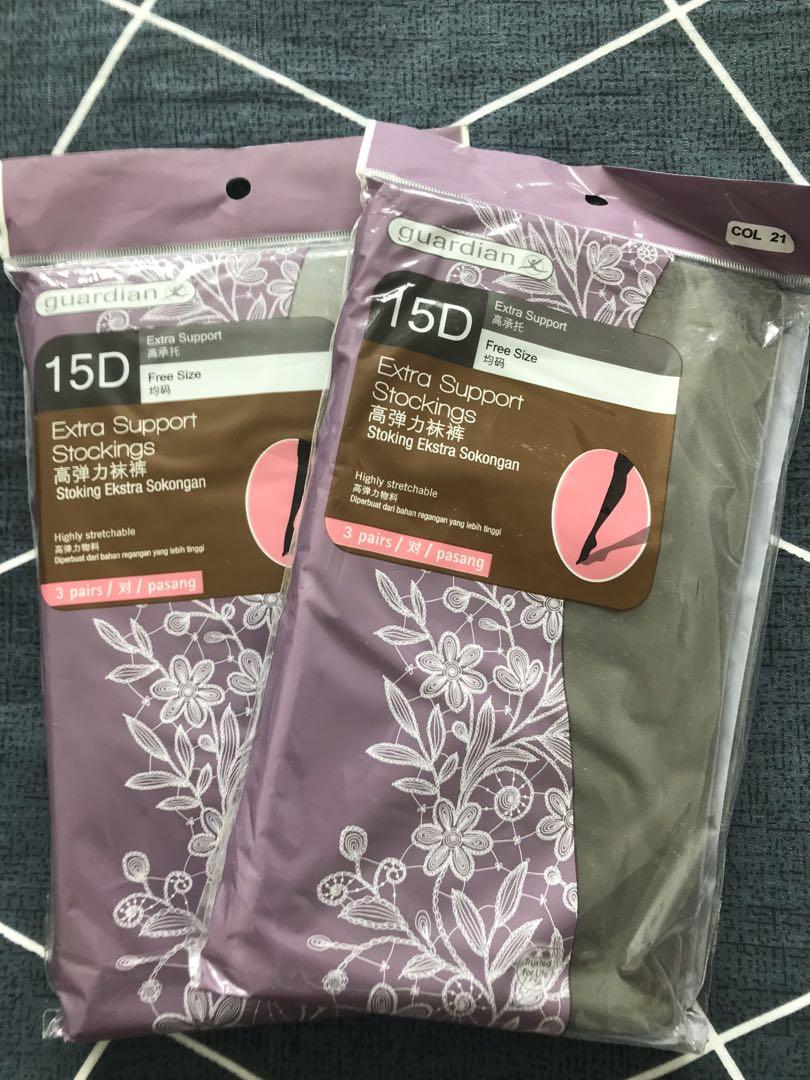 guardian
15D
Extra Support
高承托
Free Size
均码
Extra Support
Stockings
高弹力袜裤
Stoking Ekstra Sokongan
Highly stretchable
高弹力物料
Diperbuat dari bahan regangan yang lebih tinggi
3 pairs / 对 / pasang
COL 21
guardian
15D
Extra Support
高承托
Free Size
均码
Extra Support
Stockings
高弹力袜裤
Stoking Ekstra Sokongan
Highly stretchable
高弹力物料
Diperbuat dari bahan regangan yang lebih tinggi
3 pairs / 对 / pasang
Trusted
For Life